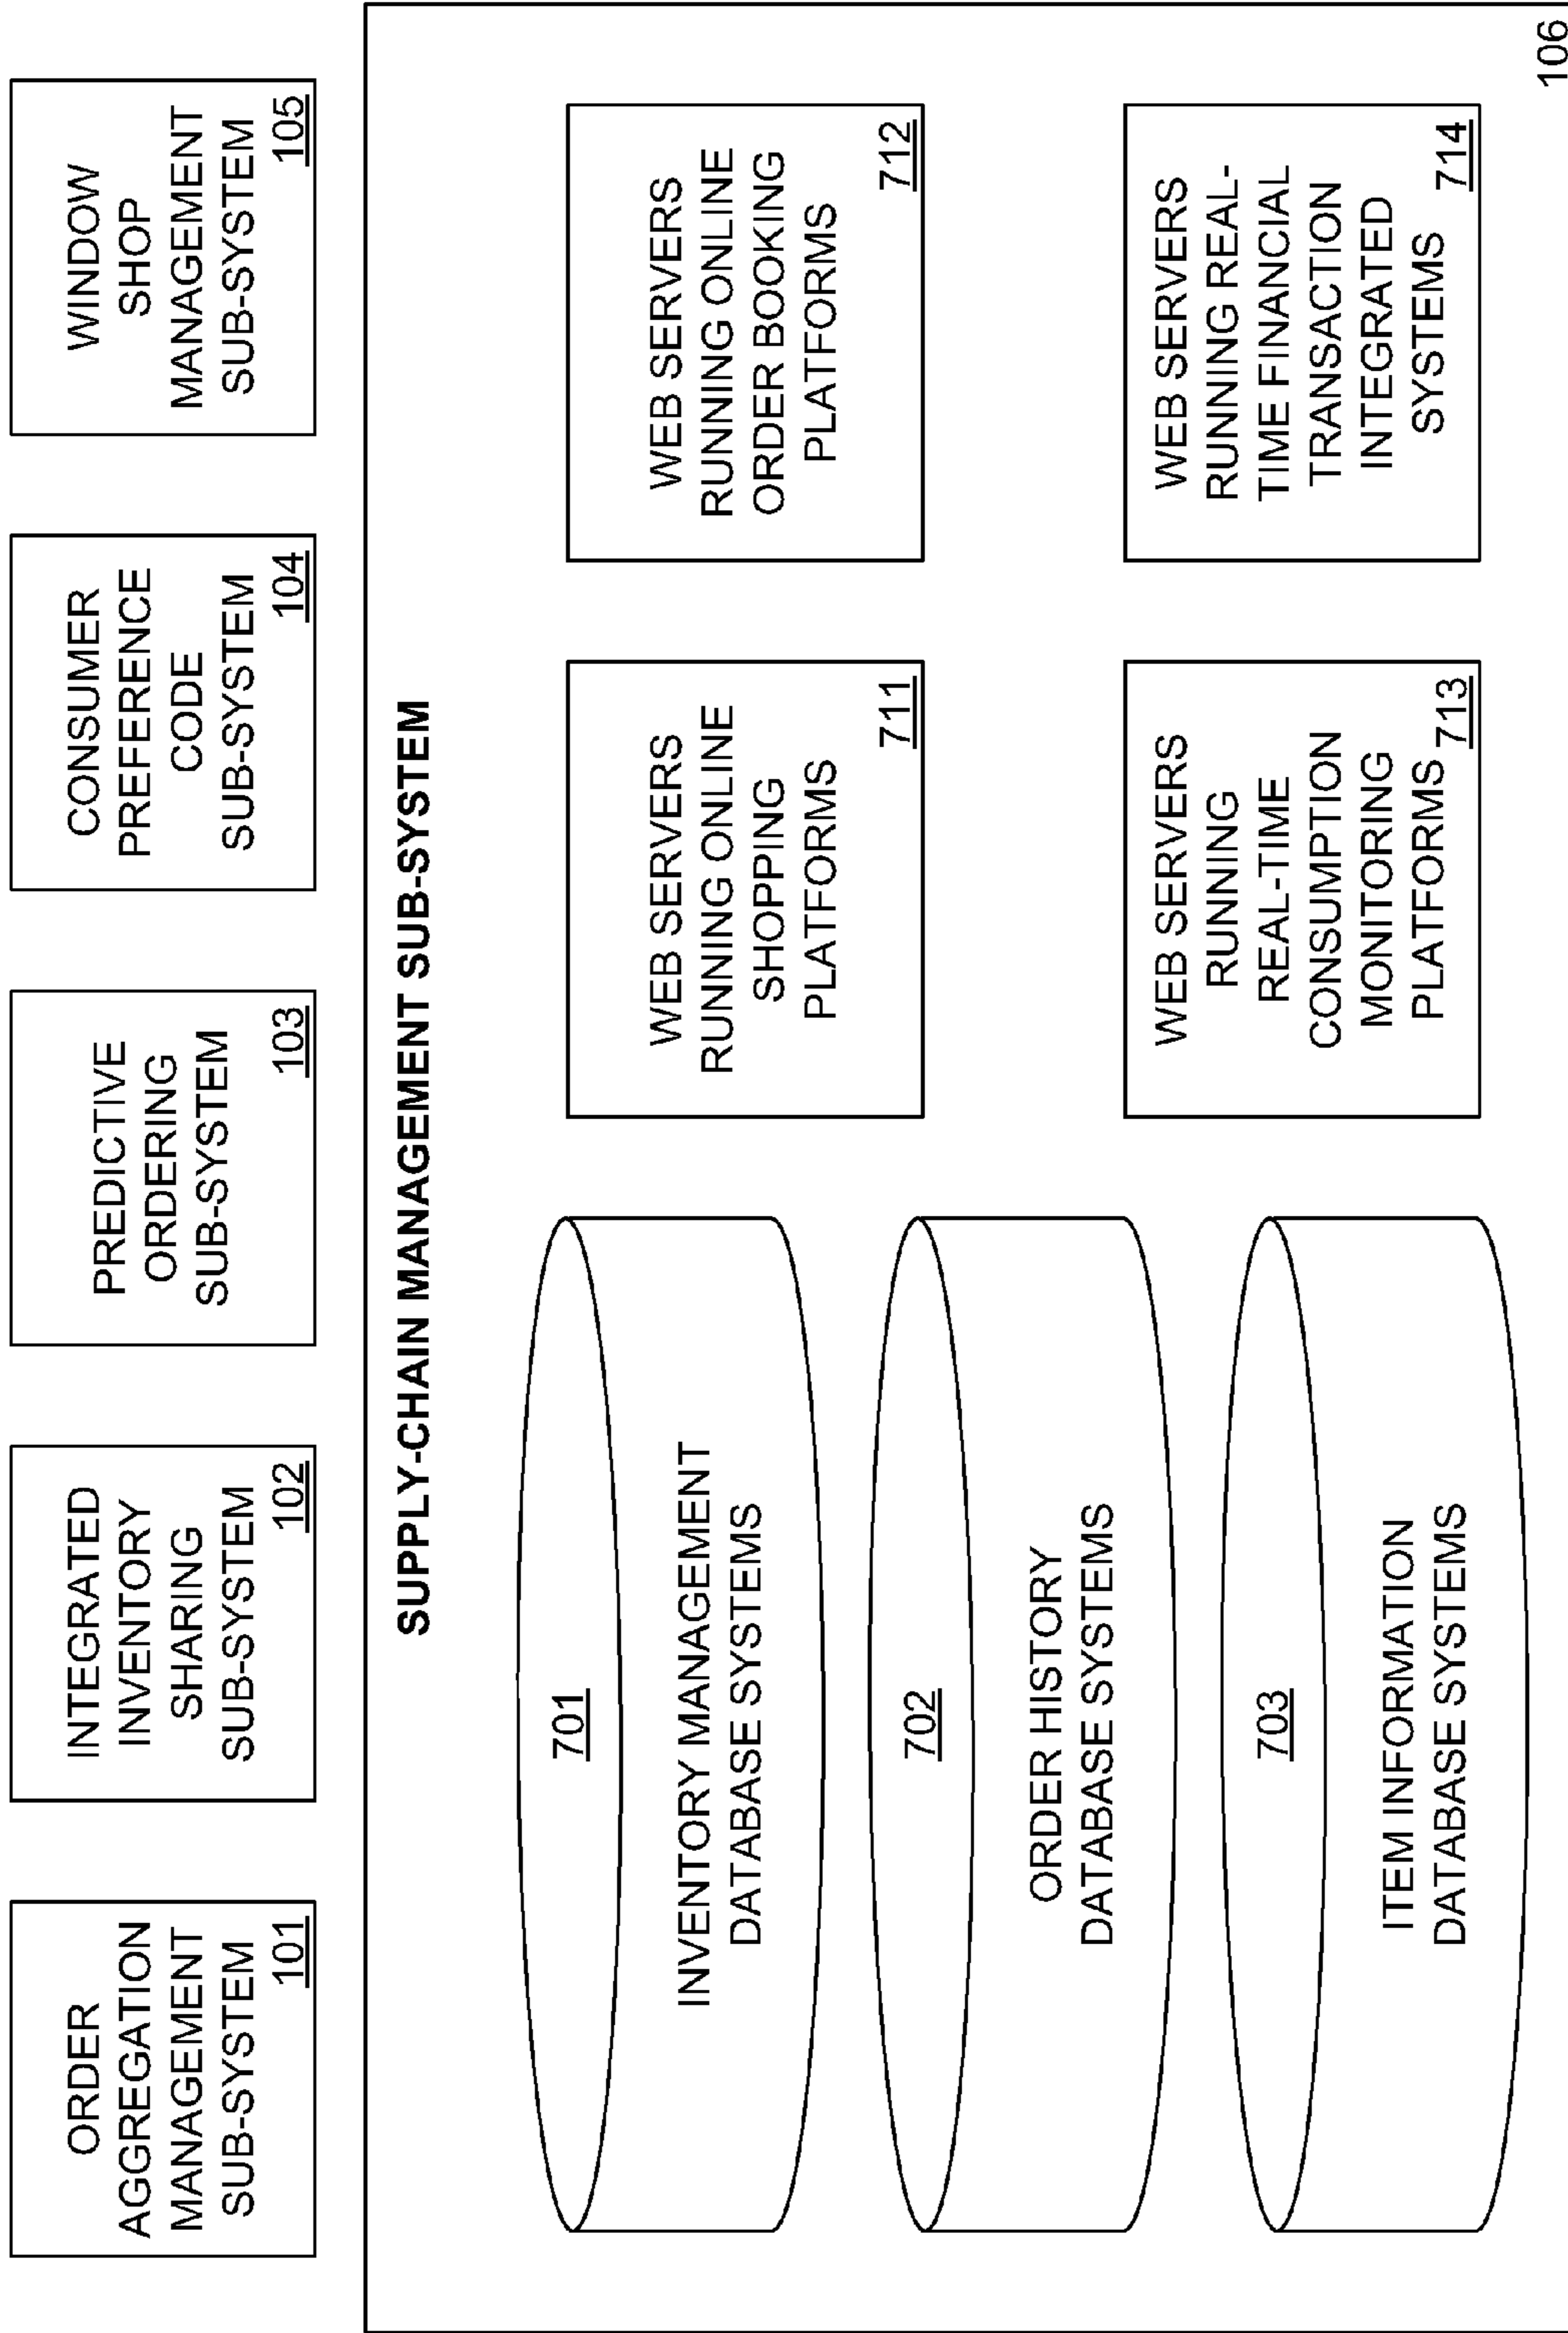 ORDER
AGGREGATION
MANAGEMENT
SUB-SYSTEM
101
INTEGRATED
INVENTORY
SHARING
SUB-SYSTEM
102
PREDICTIVE
ORDERING
SUB-SYSTEM
103
CONSUMER
PREFERENCE
CODE
SUB-SYSTEM
104
WINDOW
SHOP
MANAGEMENT
SUB-SYSTEM
105
SUPPLY-CHAIN MANAGEMENT SUB-SYSTEM
701
INVENTORY MANAGEMENT
DATABASE SYSTEMS
702
ORDER HISTORY
DATABASE SYSTEMS
703
ITEM INFORMATION
DATABASE SYSTEMS
WEB SERVERS
RUNNING ONLINE
SHOPPING
PLATFORMS
711
WEB SERVERS
RUNNING ONLINE
ORDER BOOKING
PLATFORMS
712
WEB SERVERS
RUNNING
REAL-TIME
CONSUMPTION
MONITORING
PLATFORMS
713
WEB SERVERS
RUNNING REAL-
TIME FINANCIAL
TRANSACTION
INTEGRATED
SYSTEMS
714
106